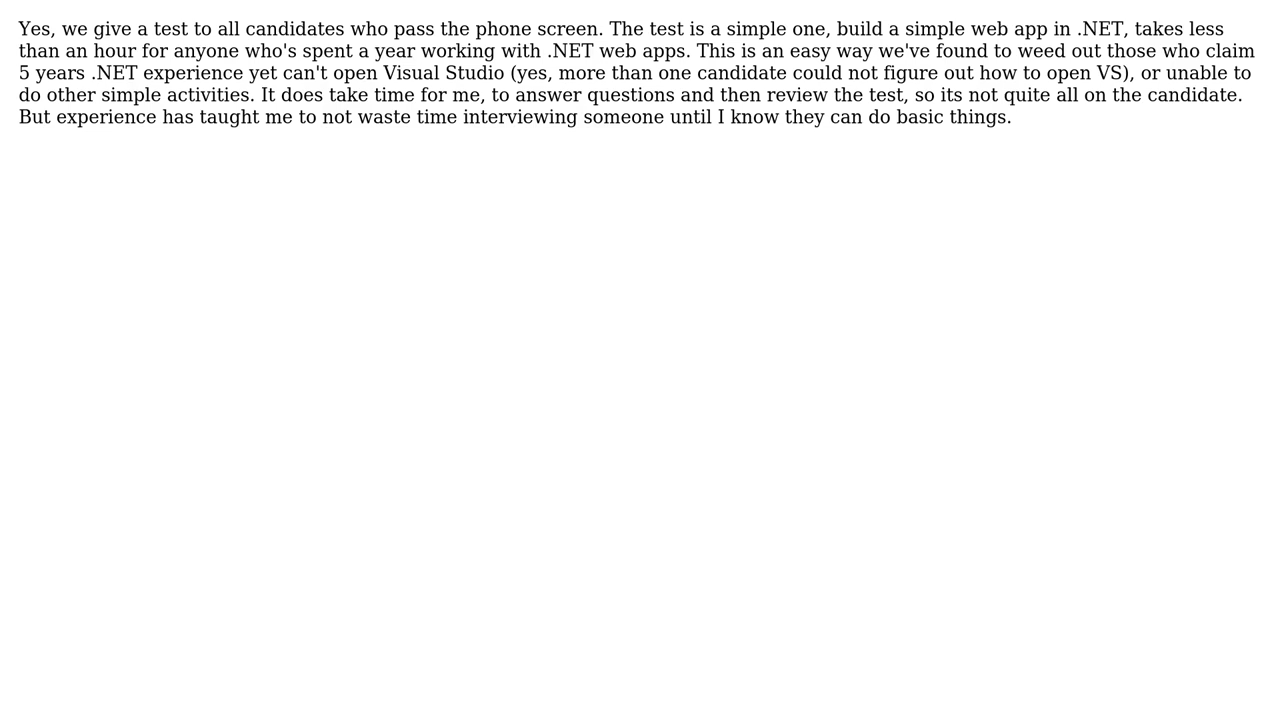 Yes, we give a test to all candidates who pass the phone screen. The test is a simple one, build a simple web app in .NET, takes less
than an hour for anyone who's spent a year working with .NET web apps. This is an easy way we've found to weed out those who claim
5 years .NET experience yet can't open Visual Studio (yes, more than one candidate could not figure out how to open VS), or unable to
do other simple activities. It does take time for me, to answer questions and then review the test, so its not quite all on the candidate.
But experience has taught me to not waste time interviewing someone until I know they can do basic things.